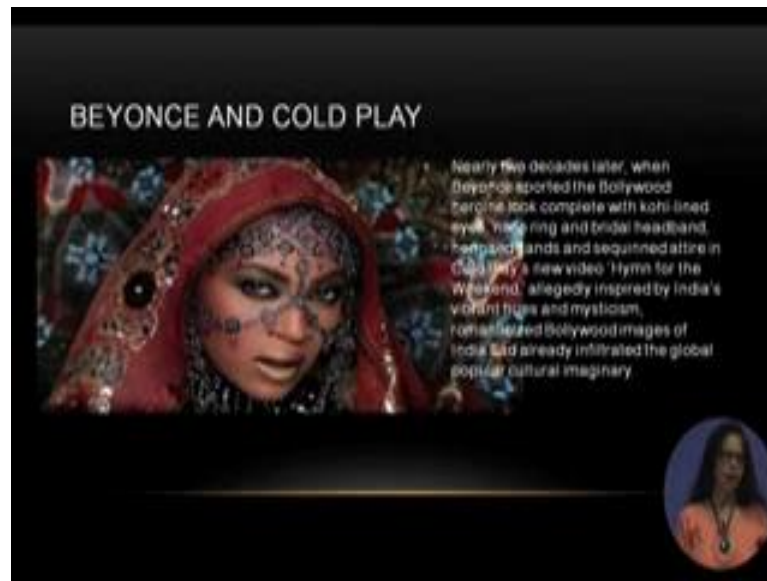 BEYONCE AND COLD PLAY
Nearly two decades later, when
Beyonce sported the Bollywood
heroine look complete with kohl-lined
eyes, nose ring and bridal headband,
hennaed hands and sequinned attire in
Cold Play's new video 'Hymn for the
Weekend,' allegedly inspired by India's
vibrant hues and mysticism,
romanticized Bollywood images of
India had already infiltrated the global
popular cultural imaginary